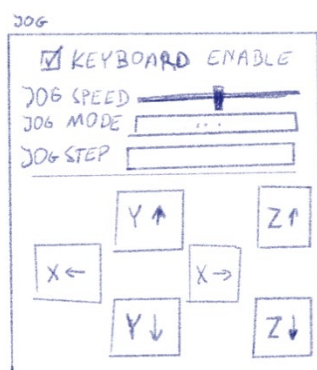 JOG
KEYBOARD ENABLE
JOG SPEED
JOG MODE ...
JOG STEP
Y ↑ Z ↑
X ← X →
Y ↓ Z ↓